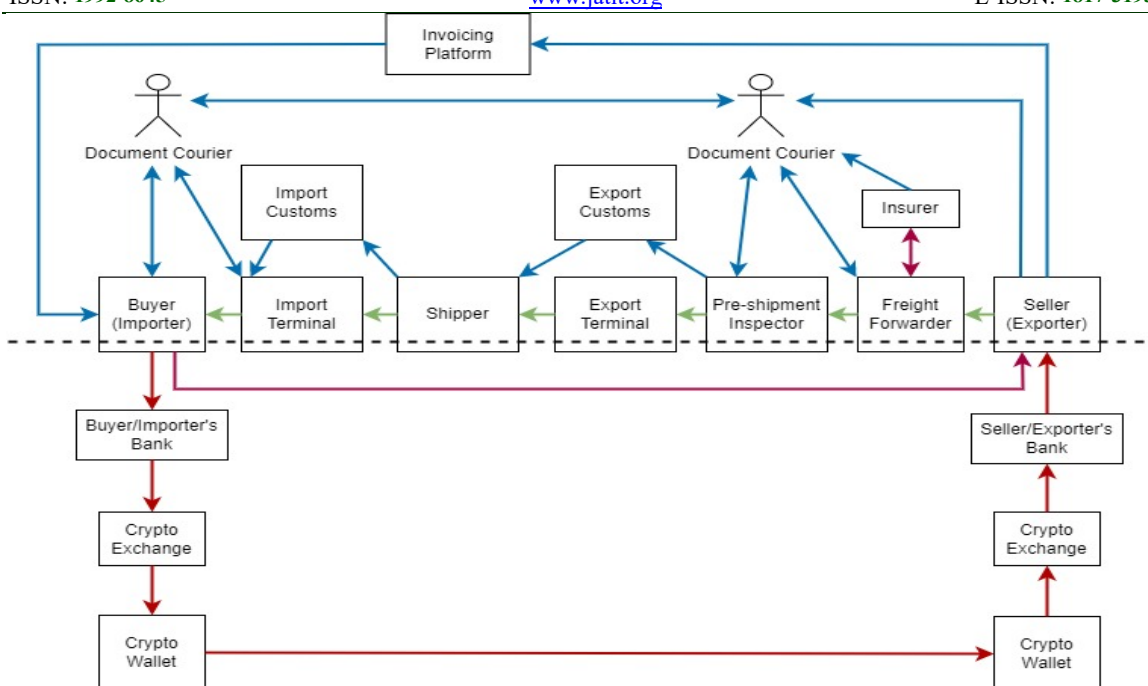 www.jatit.org
Invoicing
Platform
Document Courier
Document Courier
Import
Customs
Export
Customs
Insurer
Buyer
(Importer)
Import
Terminal
Shipper
Export
Terminal
Pre-shipment
Inspector
Freight
Forwarder
Seller
(Exporter)
Buyer/Importer's
Bank
Seller/Exporter's
Bank
Crypto
Exchange
Crypto
Exchange
Crypto
Wallet
Crypto
Wallet